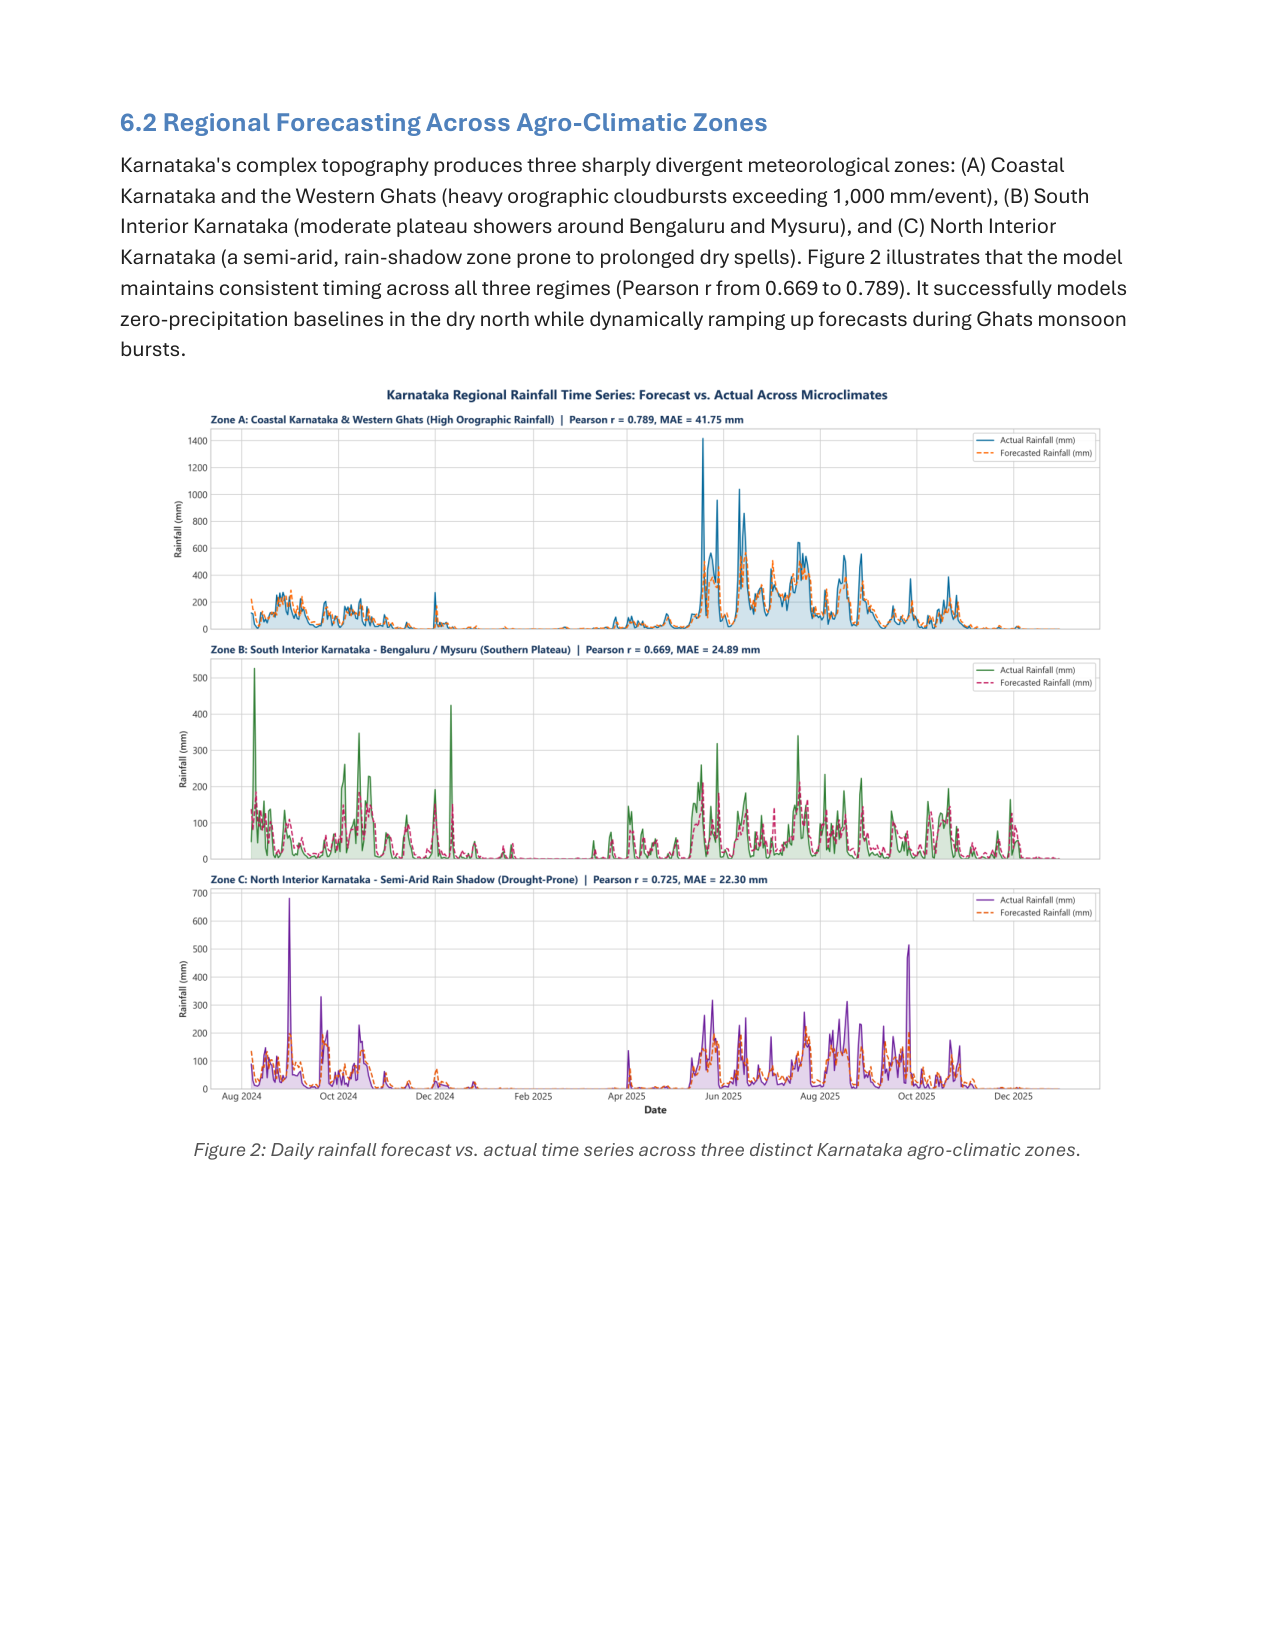 6.2 Regional Forecasting Across Agro-Climatic Zones
Karnataka's complex topography produces three sharply divergent meteorological zones: (A) Coastal
Karnataka and the Western Ghats (heavy orographic cloudbursts exceeding 1,000 mm/event), (B) South
Interior Karnataka (moderate plateau showers around Bengaluru and Mysuru), and (C) North Interior
Karnataka (a semi-arid, rain-shadow zone prone to prolonged dry spells). Figure 2 illustrates that the model
maintains consistent timing across all three regimes (Pearson r from 0.669 to 0.789). It successfully models
zero-precipitation baselines in the dry north while dynamically ramping up forecasts during Ghats monsoon
bursts.
Karnataka Regional Rainfall Time Series: Forecast vs. Actual Across Microclimates
Zone A: Coastal Karnataka & Western Ghats (High Orographic Rainfall) | Pearson r = 0.789, MAE = 41.75 mm
Rainfall (mm)
1400
1200
1000
800
600
400
200
0
Actual Rainfall (mm)
Forecasted Rainfall (mm)
Zone B: South Interior Karnataka - Bengaluru / Mysuru (Southern Plateau) | Pearson r = 0.669, MAE = 24.89 mm
Rainfall (mm)
500
400
300
200
100
0
Actual Rainfall (mm)
Forecasted Rainfall (mm)
Zone C: North Interior Karnataka - Semi-Arid Rain Shadow (Drought-Prone) | Pearson r = 0.725, MAE = 22.30 mm
Rainfall (mm)
700
600
500
400
300
200
100
0
Actual Rainfall (mm)
Forecasted Rainfall (mm)
Aug 2024 Oct 2024 Dec 2024 Feb 2025 Apr 2025 Jun 2025 Aug 2025 Oct 2025 Dec 2025
Date
Figure 2: Daily rainfall forecast vs. actual time series across three distinct Karnataka agro-climatic zones.